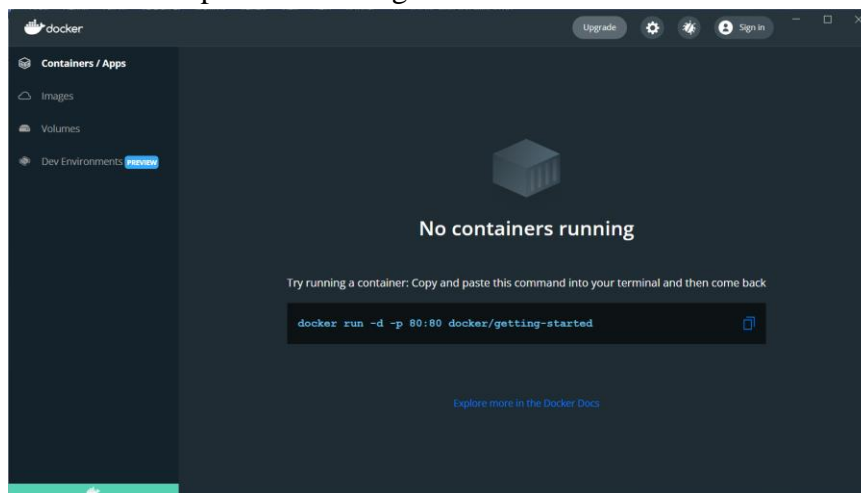 docker
Upgrade
Sign in
Containers / Apps
Images
Volumes
Dev Environments PREVIEW
No containers running
Try running a container: Copy and paste this command into your terminal and then come back
docker run -d -p 80:80 docker/getting-started
Explore more in the Docker Docs